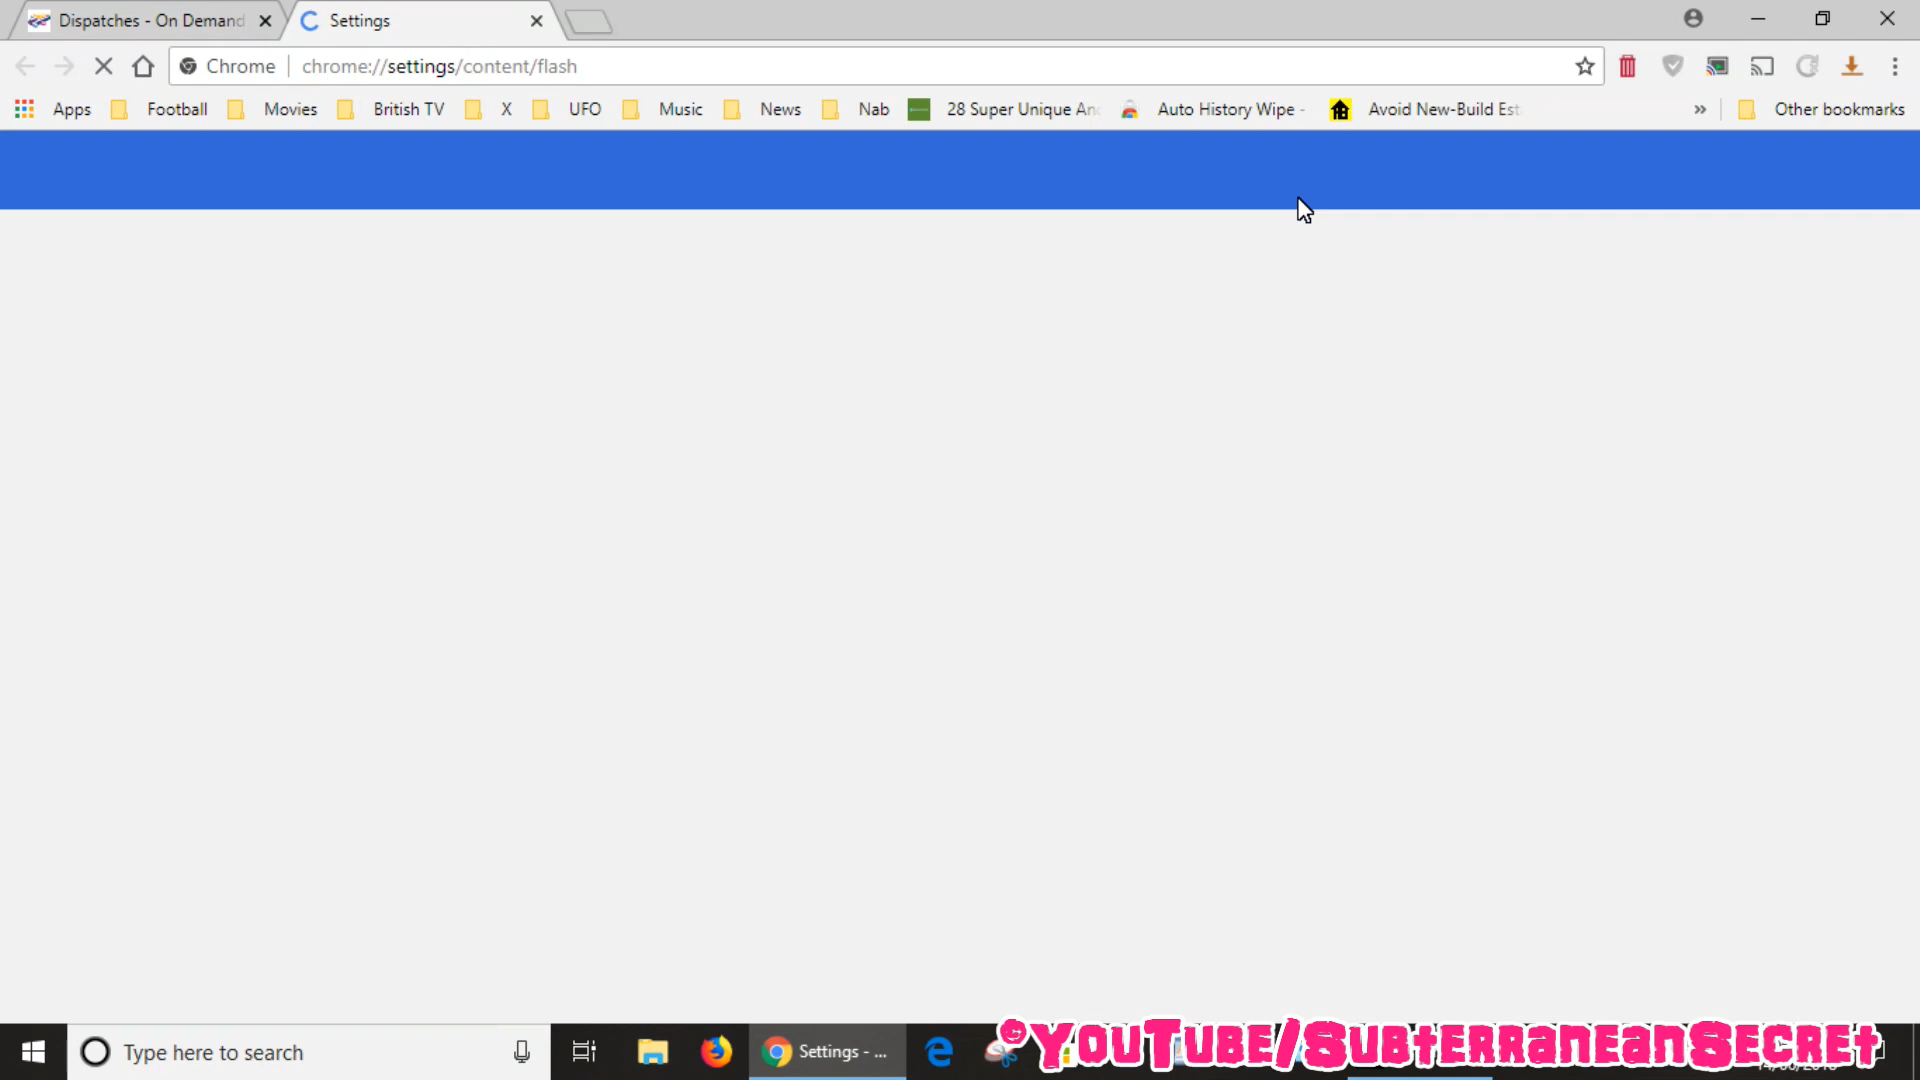 Dispatches - On Demand
Settings
Chrome
chrome://settings/content/flash
Apps
Football
Movies
British TV
X
UFO
Music
News
Nab
28 Super Unique Anc
Auto History Wipe -
Avoid New-Build Est
»
Other bookmarks
Type here to search
Settings - ...
©YouTube/SubterraneanSecret